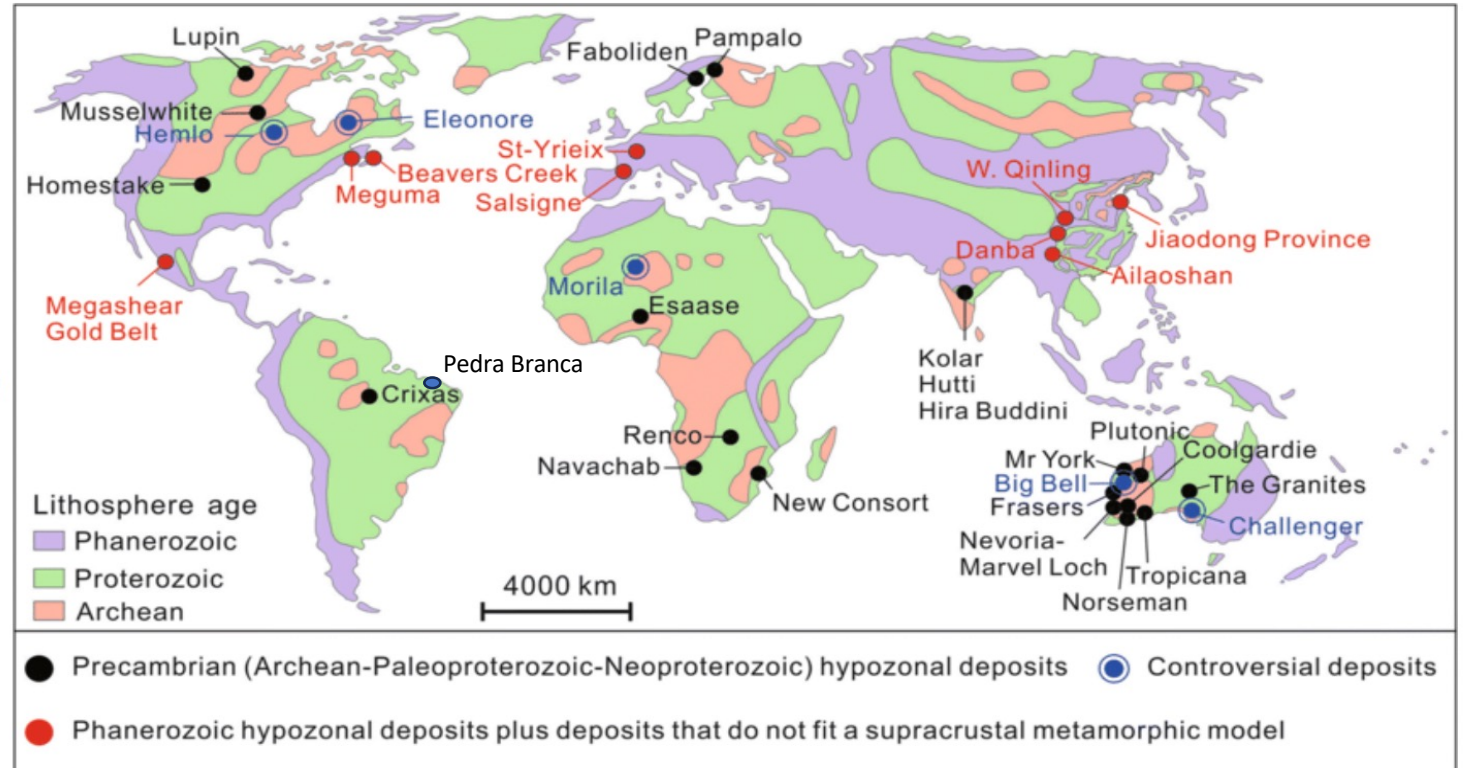 Lupin
Faboliden
Pampalo
Musselwhite
Hemlo
Eleonore
St-Yrieix
W. Qinling
Beavers Creek
Homestake
Meguma
Salsigne
Jiaodong Province
Danba
Ailaoshan
Morila
Megashear
Gold Belt
Esaase
Kolar
Hutti
Hira Buddini
Pedra Branca
Crixas
Renco
Plutonic
Coolgardie
Mr York
Navachab
Big Bell
The Granites
New Consort
Frasers
Challenger
Nevoria-
Marvel Loch
Tropicana
Norseman
Lithosphere age
Phanerozoic
Proterozoic
Archean
4000 km
Precambrian (Archean-Paleoproterozoic-Neoproterozoic) hypozonal deposits
Controversial deposits
Phanerozoic hypozonal deposits plus deposits that do not fit a supracrustal metamorphic model